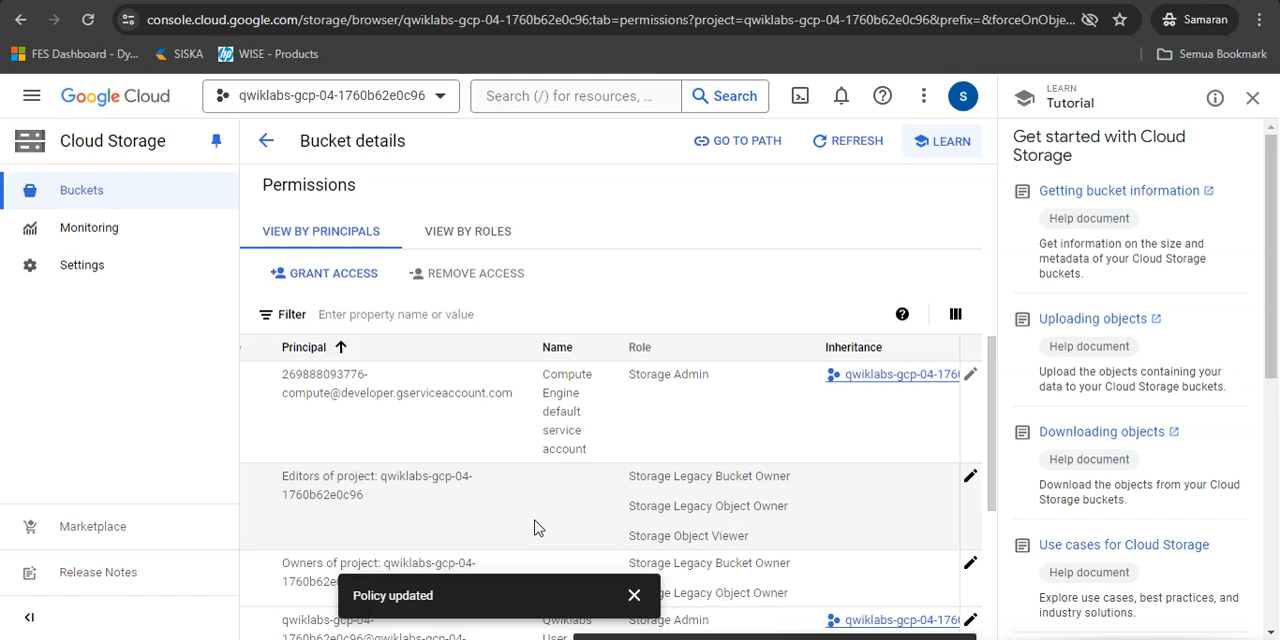 console.cloud.google.com/storage/browser/qwiklabs-gcp-04-1760b62e0c96;tab=permissions?project=qwiklabs-gcp-04-1760b62e0c96&prefix=&forceOnObje...
Samaran
FES Dashboard - Dy...
SISKA
WISE - Products
Semua Bookmark
Google Cloud
qwiklabs-gcp-04-1760b62e0c96
Search (/) for resources, ...
Search
S
LEARN
Tutorial
Cloud Storage
Bucket details
GO TO PATH
REFRESH
LEARN
Buckets
Monitoring
Settings
Marketplace
Release Notes
Permissions
VIEW BY PRINCIPALS
VIEW BY ROLES
GRANT ACCESS
REMOVE ACCESS
Filter
Enter property name or value
Principal
Name
Role
Inheritance
269888093776-
compute@developer.gserviceaccount.com
Compute
Engine
default
service
account
Storage Admin
qwiklabs-gcp-04-1760
Editors of project: qwiklabs-gcp-04-
1760b62e0c96
Storage Legacy Bucket Owner
Storage Legacy Object Owner
Storage Object Viewer
Owners of project: qwiklabs-gcp-04-
1760b62e
Storage Legacy Bucket Owner
Legacy Object Owner
qwiklabs-gcp-04-
1760b62e0c96@qwiklabs-
Qwiklabs
User
Storage Admin
qwiklabs-gcp-04-1760
Policy updated
Get started with Cloud
Storage
Getting bucket information
Help document
Get information on the size and
metadata of your Cloud Storage
buckets.
Uploading objects
Help document
Upload the objects containing your
data to your Cloud Storage buckets.
Downloading objects
Help document
Download the objects from your Cloud
Storage buckets.
Use cases for Cloud Storage
Help document
Explore use cases, best practices, and
industry solutions.